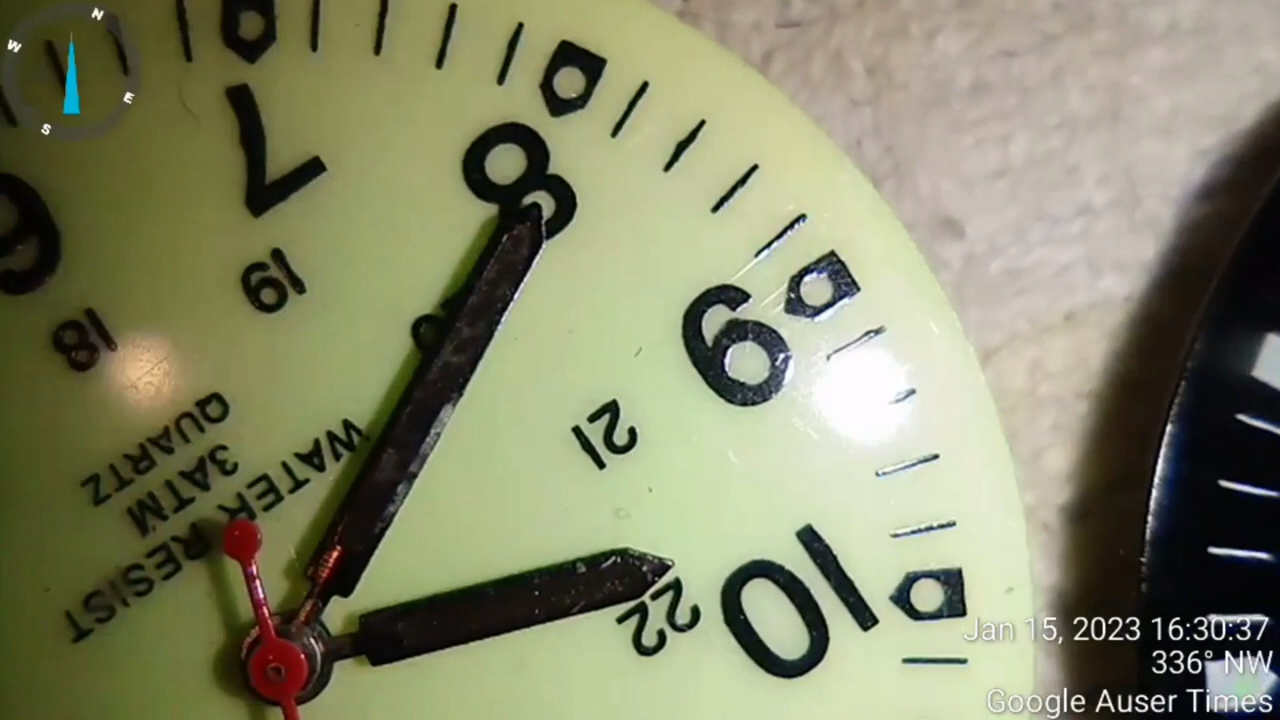 N
W
E
S
7
8
6
9
10
19
18
21
22
QUARTZ
3ATM
WATER RESIST
Jan 15, 2023 16:30:37
336° NW
Google Auser Times